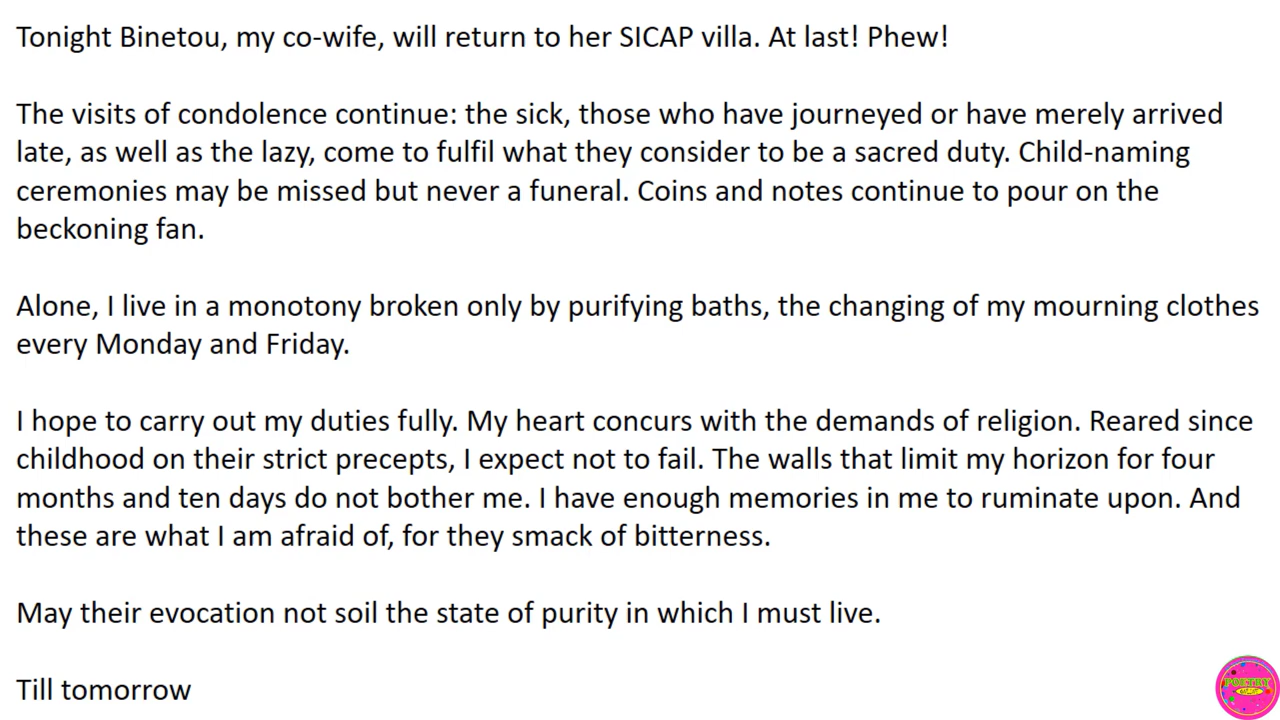 Tonight Binetou, my co-wife, will return to her SICAP villa. At last! Phew!
The visits of condolence continue: the sick, those who have journeyed or have merely arrived
late, as well as the lazy, come to fulfil what they consider to be a sacred duty. Child-naming
ceremonies may be missed but never a funeral. Coins and notes continue to pour on the
beckoning fan.
Alone, I live in a monotony broken only by purifying baths, the changing of my mourning clothes
every Monday and Friday.
I hope to carry out my duties fully. My heart concurs with the demands of religion. Reared since
childhood on their strict precepts, I expect not to fail. The walls that limit my horizon for four
months and ten days do not bother me. I have enough memories in me to ruminate upon. And
these are what I am afraid of, for they smack of bitterness.
May their evocation not soil the state of purity in which I must live.
Till tomorrow
POETRY